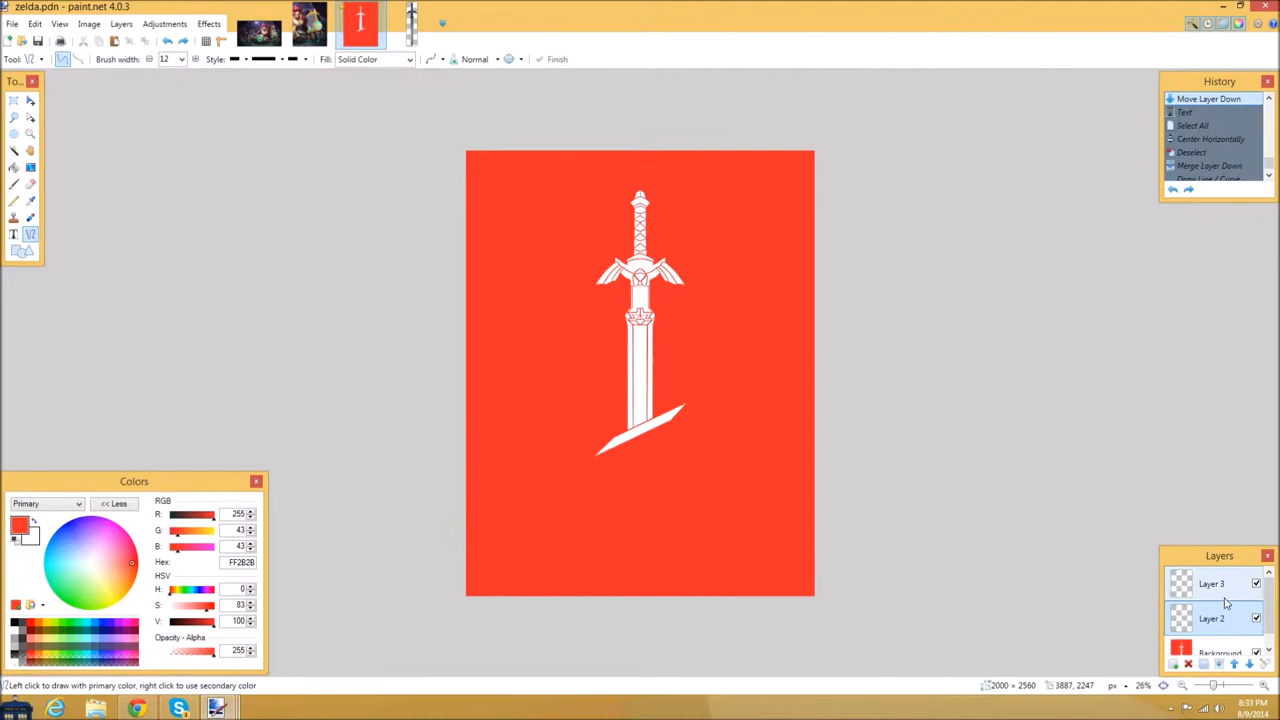 zelda.pdn - paint.net 4.0.3
File Edit View Image Layers Adjustments Effects
Tool: Brush width: 12 Style: Fill: Solid Color Normal Finish
To...
History
Move Layer Down
Text
Select All
Center Horizontally
Deselect
Merge Layer Down
Draw Line / Curve
Colors
Primary << Less RGB
R: 255
G: 43
B: 43
Hex: FF2B2B
HSV
H: 0
S: 83
V: 100
Opacity - Alpha
255
Layers
Layer 3
Layer 2
Background
Left click to draw with primary color, right click to use secondary color
2000 × 2560 3887, 2247 px 26%
8:33 PM
8/9/2014